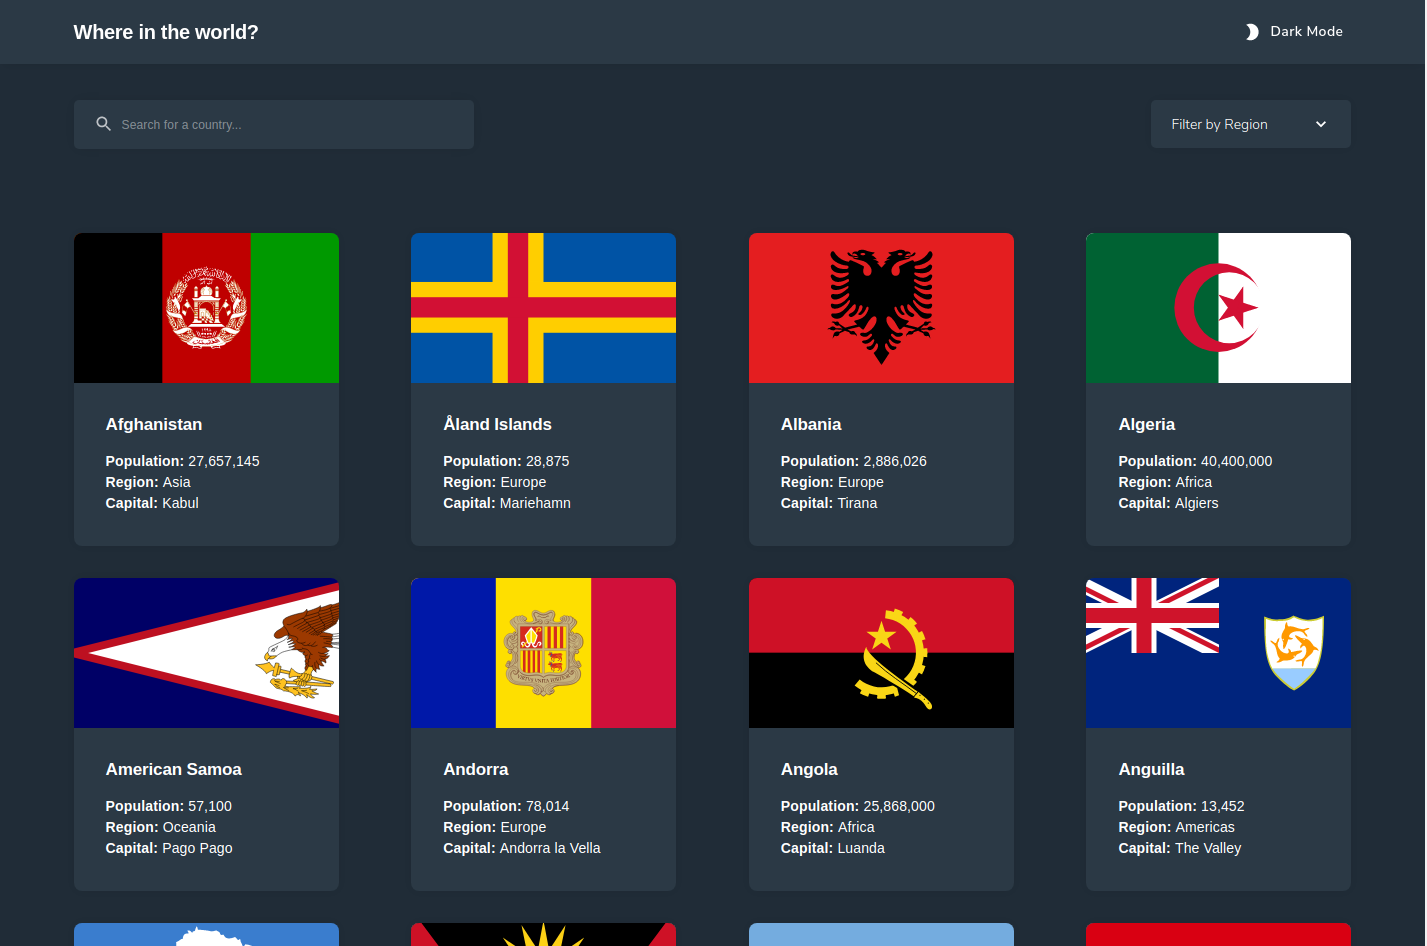 Where in the world?
Dark Mode
Search for a country...
Filter by Region
Afghanistan
Population: 27,657,145
Region: Asia
Capital: Kabul
Åland Islands
Population: 28,875
Region: Europe
Capital: Mariehamn
Albania
Population: 2,886,026
Region: Europe
Capital: Tirana
Algeria
Population: 40,400,000
Region: Africa
Capital: Algiers
American Samoa
Population: 57,100
Region: Oceania
Capital: Pago Pago
Andorra
Population: 78,014
Region: Europe
Capital: Andorra la Vella
Angola
Population: 25,868,000
Region: Africa
Capital: Luanda
Anguilla
Population: 13,452
Region: Americas
Capital: The Valley